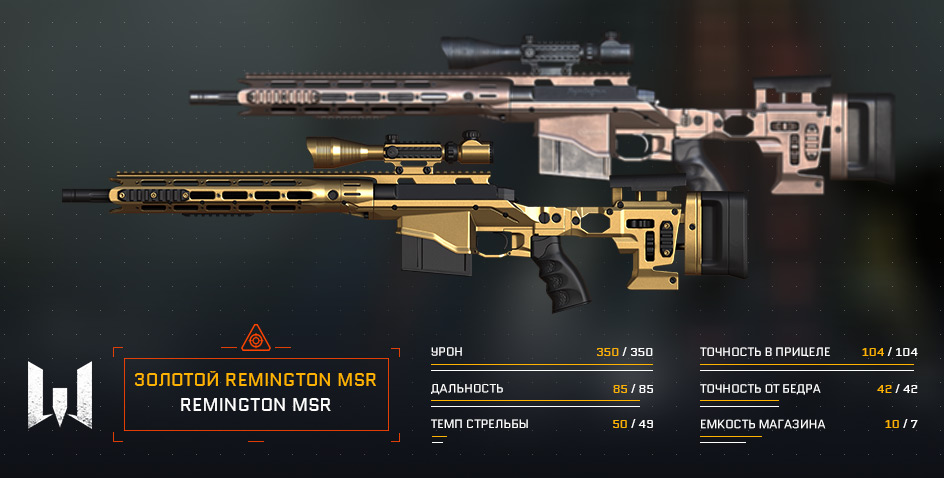 ЗОЛОТОЙ REMINGTON MSR
REMINGTON MSR
УРОН 350 / 350
ДАЛЬНОСТЬ 85 / 85
ТЕМП СТРЕЛЬБЫ 50 / 49
ТОЧНОСТЬ В ПРИЦЕЛЕ 104 / 104
ТОЧНОСТЬ ОТ БЕДРА 42 / 42
ЕМКОСТЬ МАГАЗИНА 10 / 7